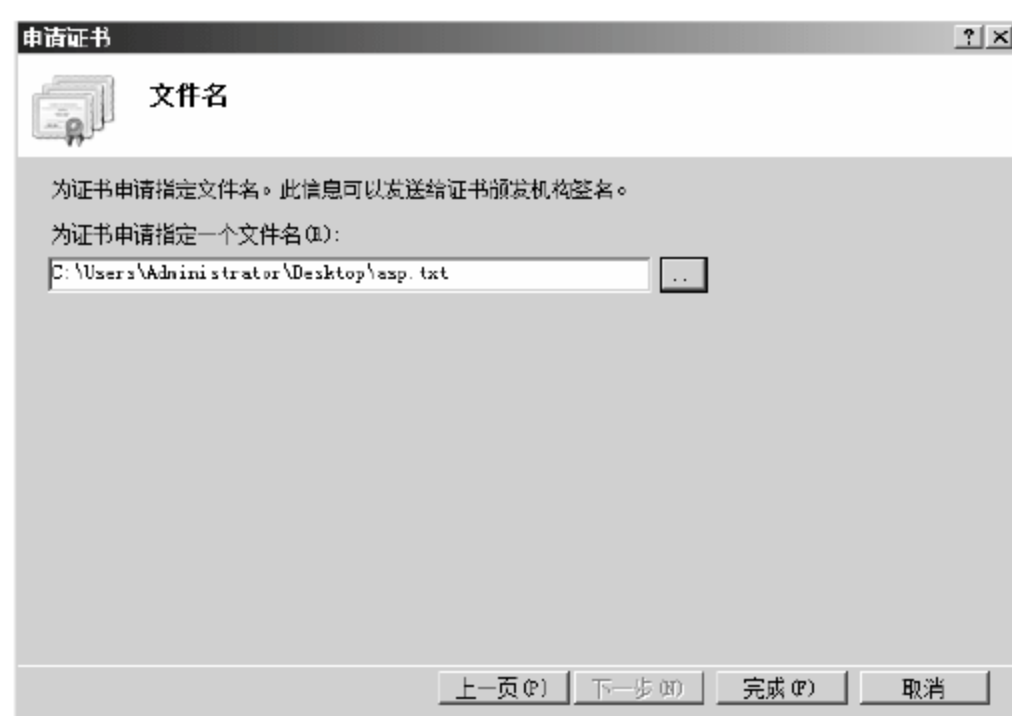 申请证书
文件名
为证书申请指定文件名。此信息可以发送给证书颁发机构签名。
为证书申请指定一个文件名(R):
C:\Users\Administrator\Desktop\asp.txt
..
上一页(P) 下一步(N) 完成(F) 取消